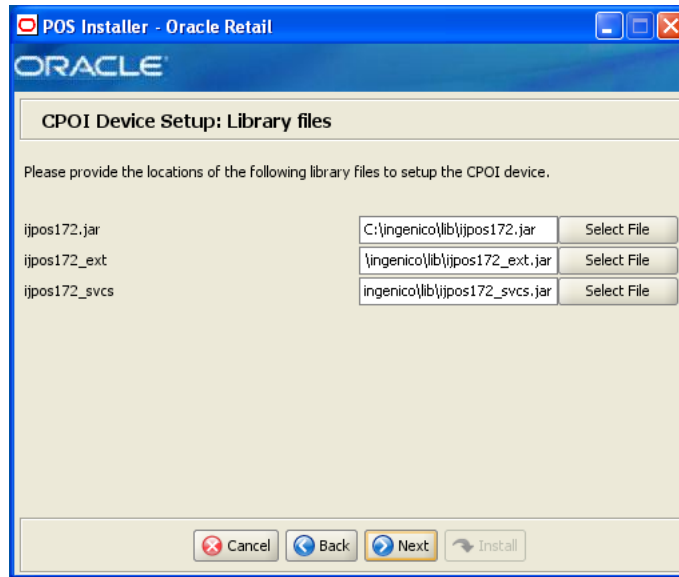 POS Installer - Oracle Retail
ORACLE
CPOI Device Setup: Library files
Please provide the locations of the following library files to setup the CPOI device.
ijpos172.jar C:\ingenico\lib\ijpos172.jar Select File
ijpos172_ext \ingenico\lib\ijpos172_ext.jar Select File
ijpos172_svcs ingenico\lib\ijpos172_svcs.jar Select File
Cancel Back Next Install